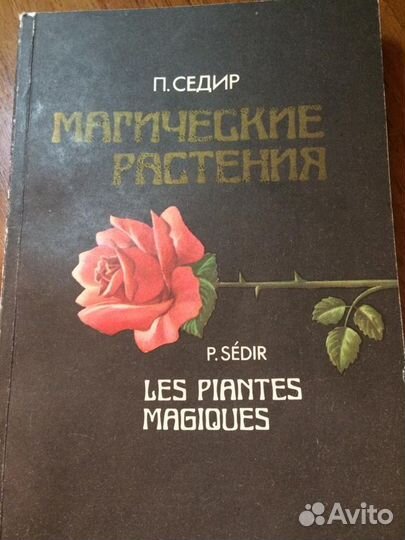 П. СЕДИР
МАГИЧЕСКИЕ
РАСТЕНИЯ
P. SÉDIR
LES PIANTES
MAGIQUES
Avito